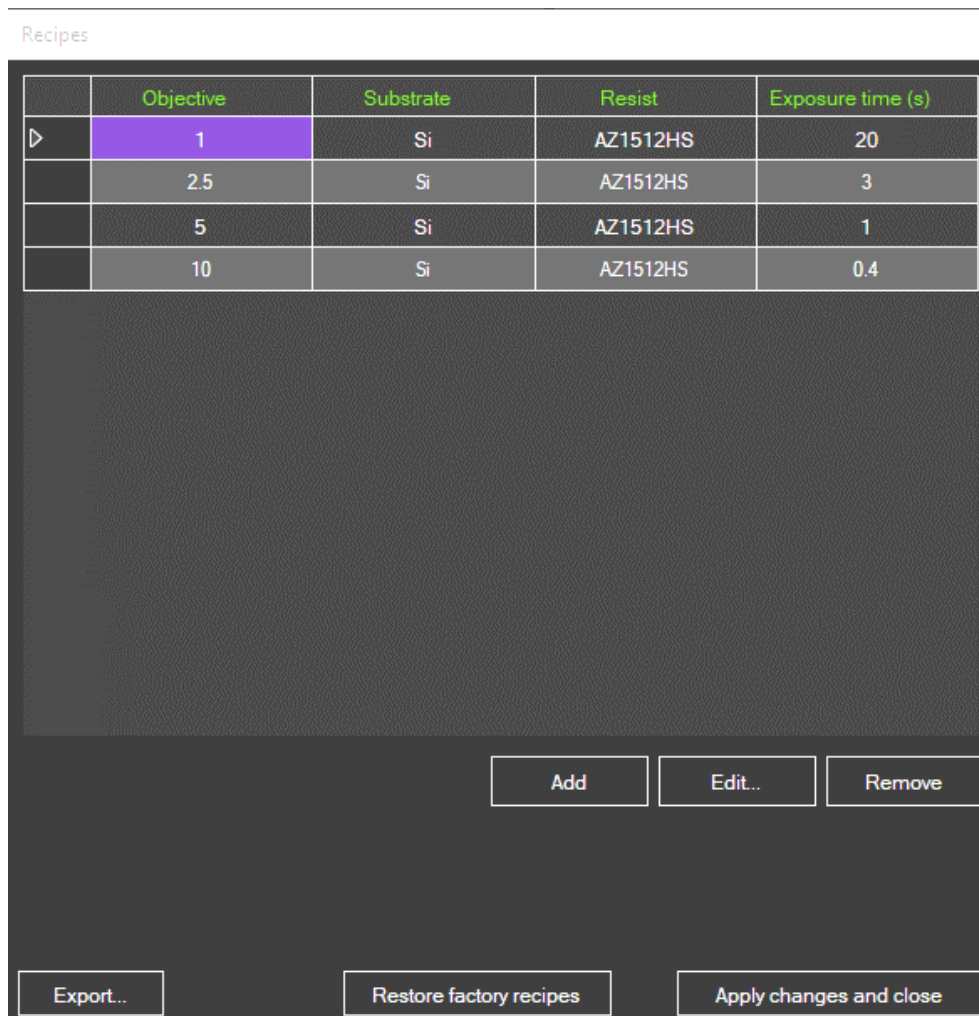 Recipes
Objective Substrate Resist Exposure time (s)
1 Si AZ1512HS 20
2.5 Si AZ1512HS 3
5 Si AZ1512HS 1
10 Si AZ1512HS 0.4
Add Edit... Remove
Export... Restore factory recipes Apply changes and close